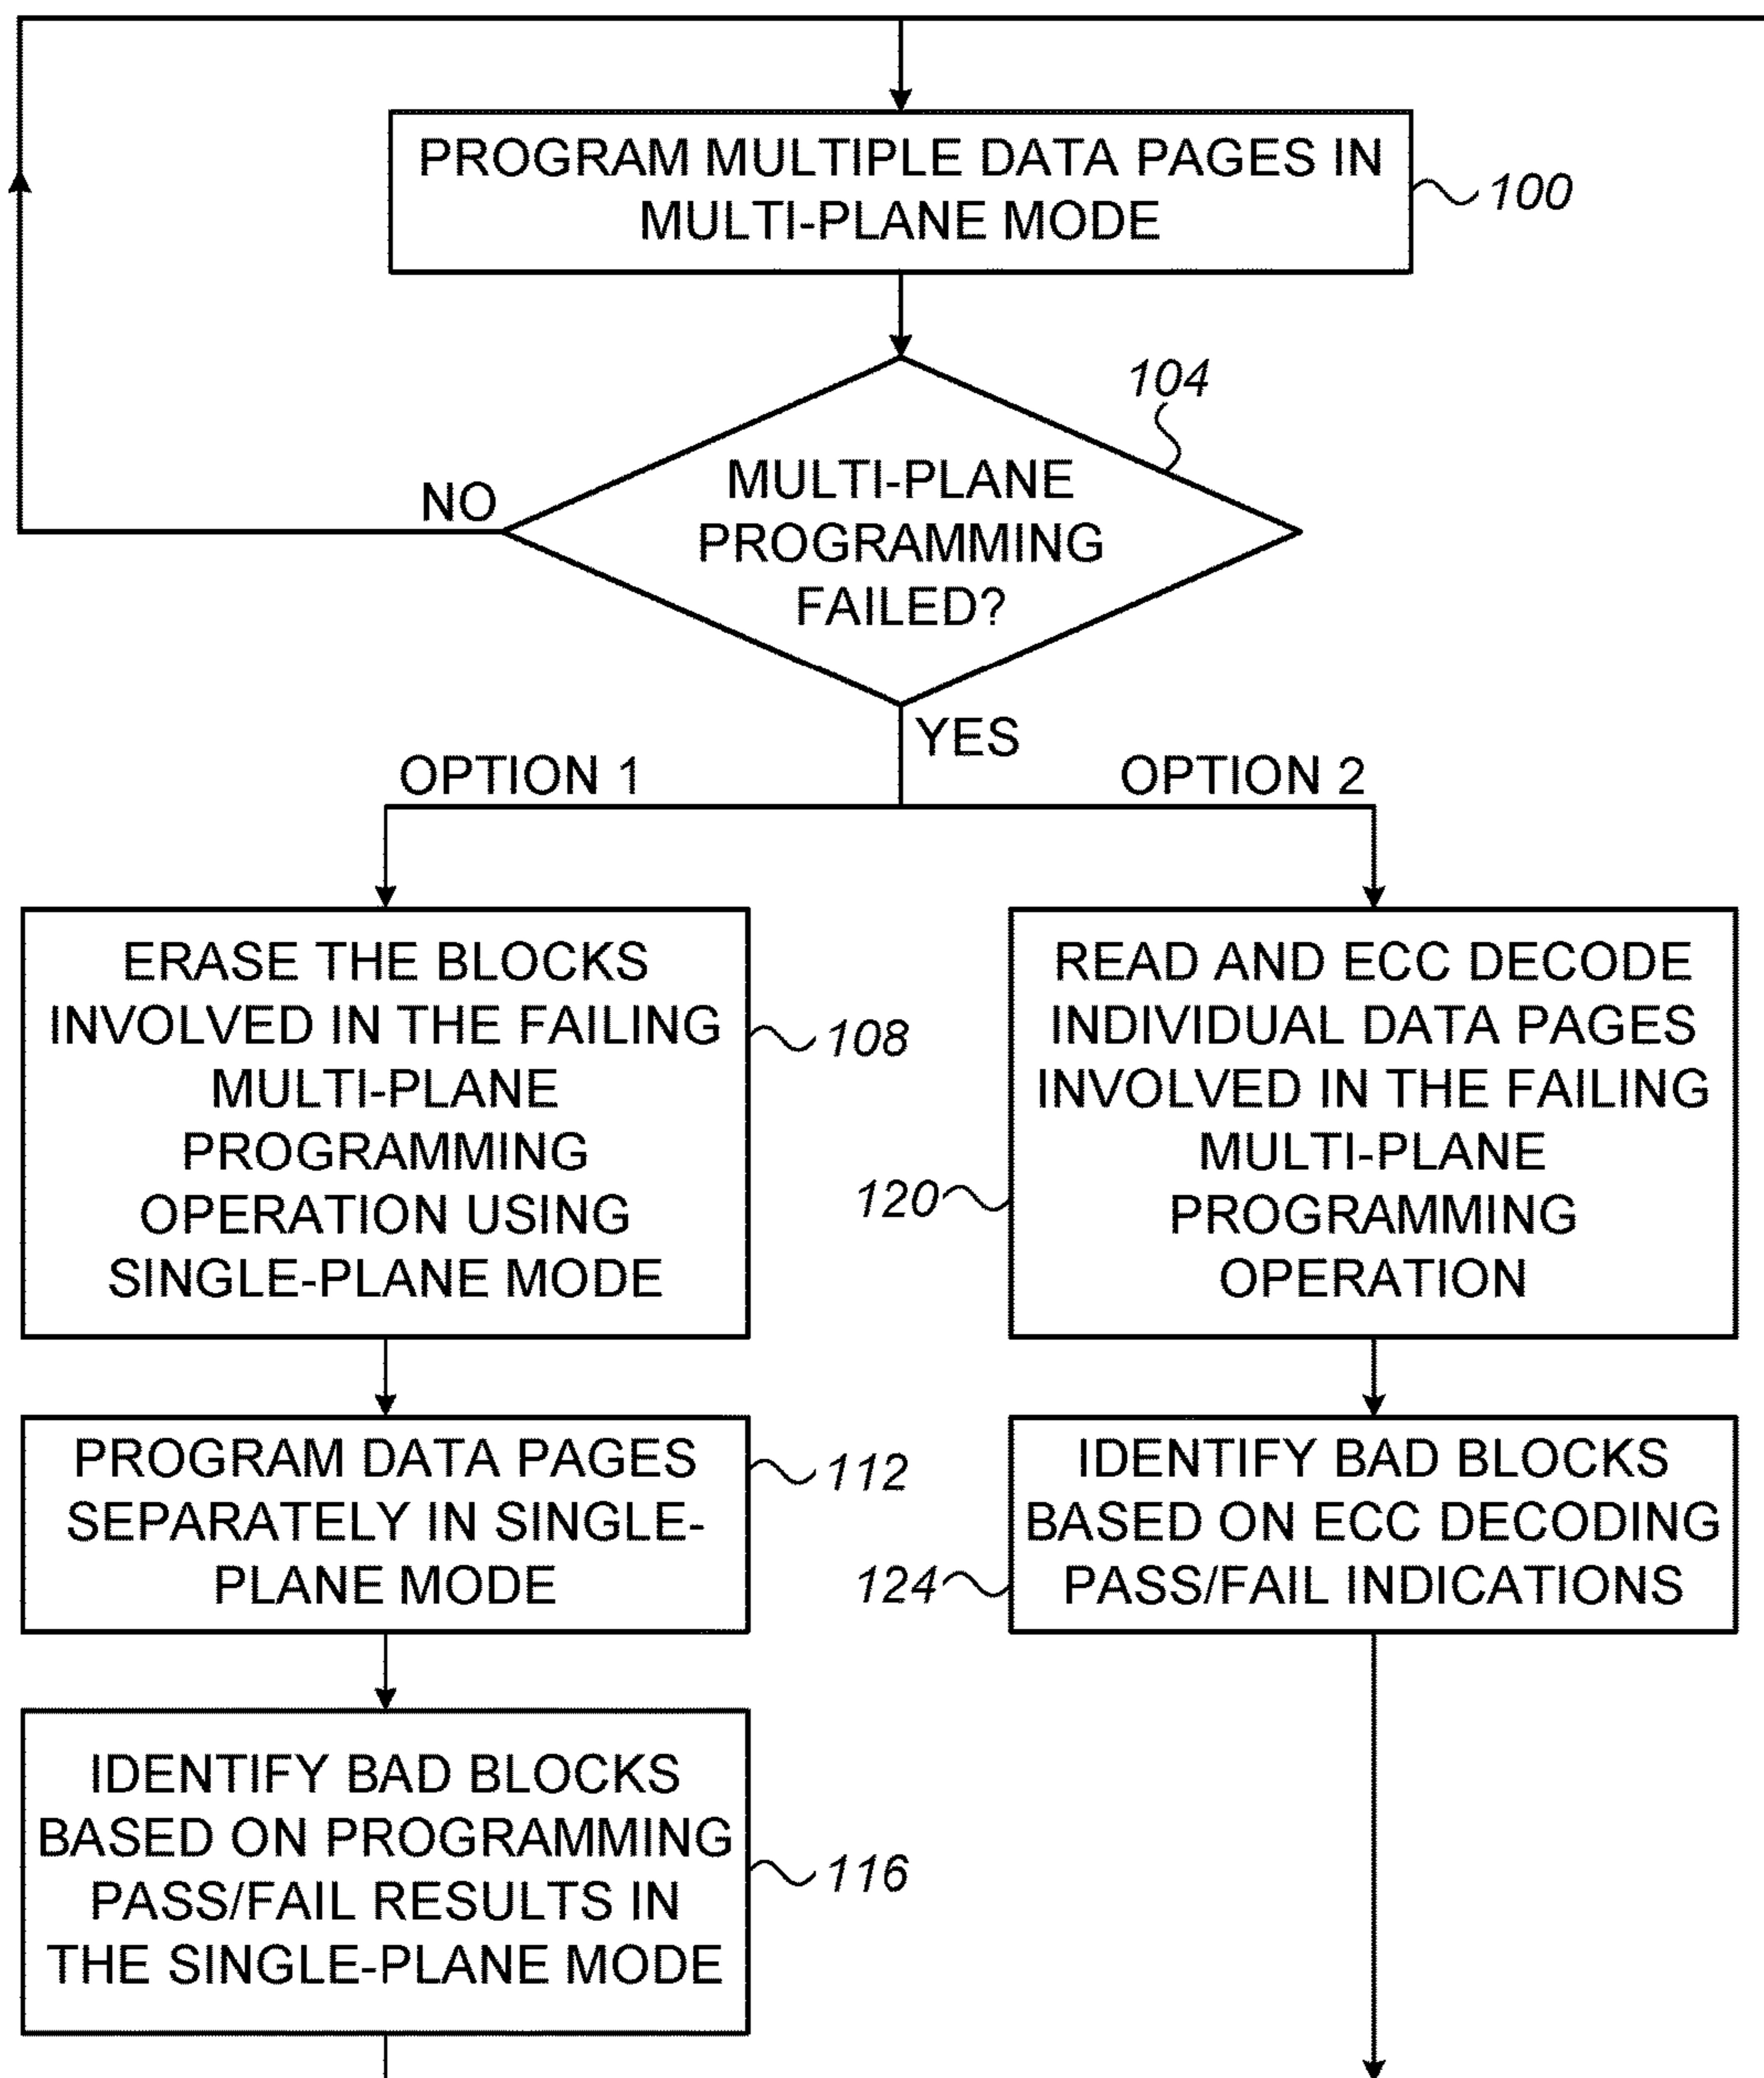 PROGRAM MULTIPLE DATA PAGES IN
MULTI-PLANE MODE
100
104
MULTI-PLANE
PROGRAMMING
FAILED?
NO
YES
OPTION 1
OPTION 2
ERASE THE BLOCKS
INVOLVED IN THE FAILING
MULTI-PLANE
PROGRAMMING
OPERATION USING
SINGLE-PLANE MODE
108
READ AND ECC DECODE
INDIVIDUAL DATA PAGES
INVOLVED IN THE FAILING
MULTI-PLANE
PROGRAMMING
OPERATION
120
PROGRAM DATA PAGES
SEPARATELY IN SINGLE-
PLANE MODE
112
IDENTIFY BAD BLOCKS
BASED ON ECC DECODING
PASS/FAIL INDICATIONS
124
IDENTIFY BAD BLOCKS
BASED ON PROGRAMMING
PASS/FAIL RESULTS IN
THE SINGLE-PLANE MODE
116